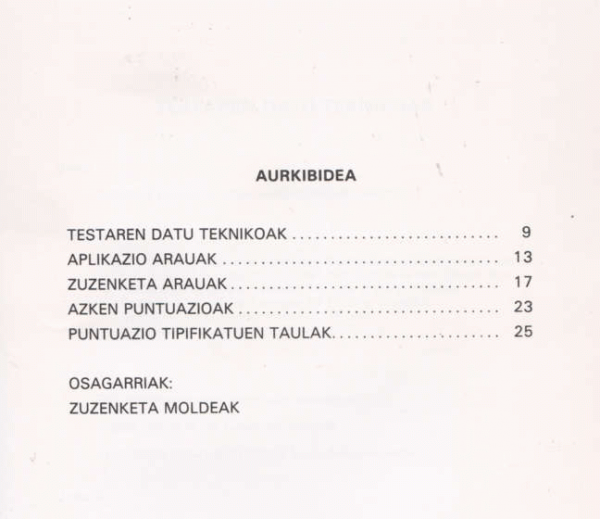 AURKIBIDEA
TESTAREN DATU TEKNIKOAK ........................... 9
APLIKAZIO ARAUAK .................................... 13
ZUZENKETA ARAUAK ................................... 17
AZKEN PUNTUAZIOAK .................................. 23
PUNTUAZIO TIPIFIKATUEN TAULAK...................... 25
OSAGARRIAK:
ZUZENKETA MOLDEAK